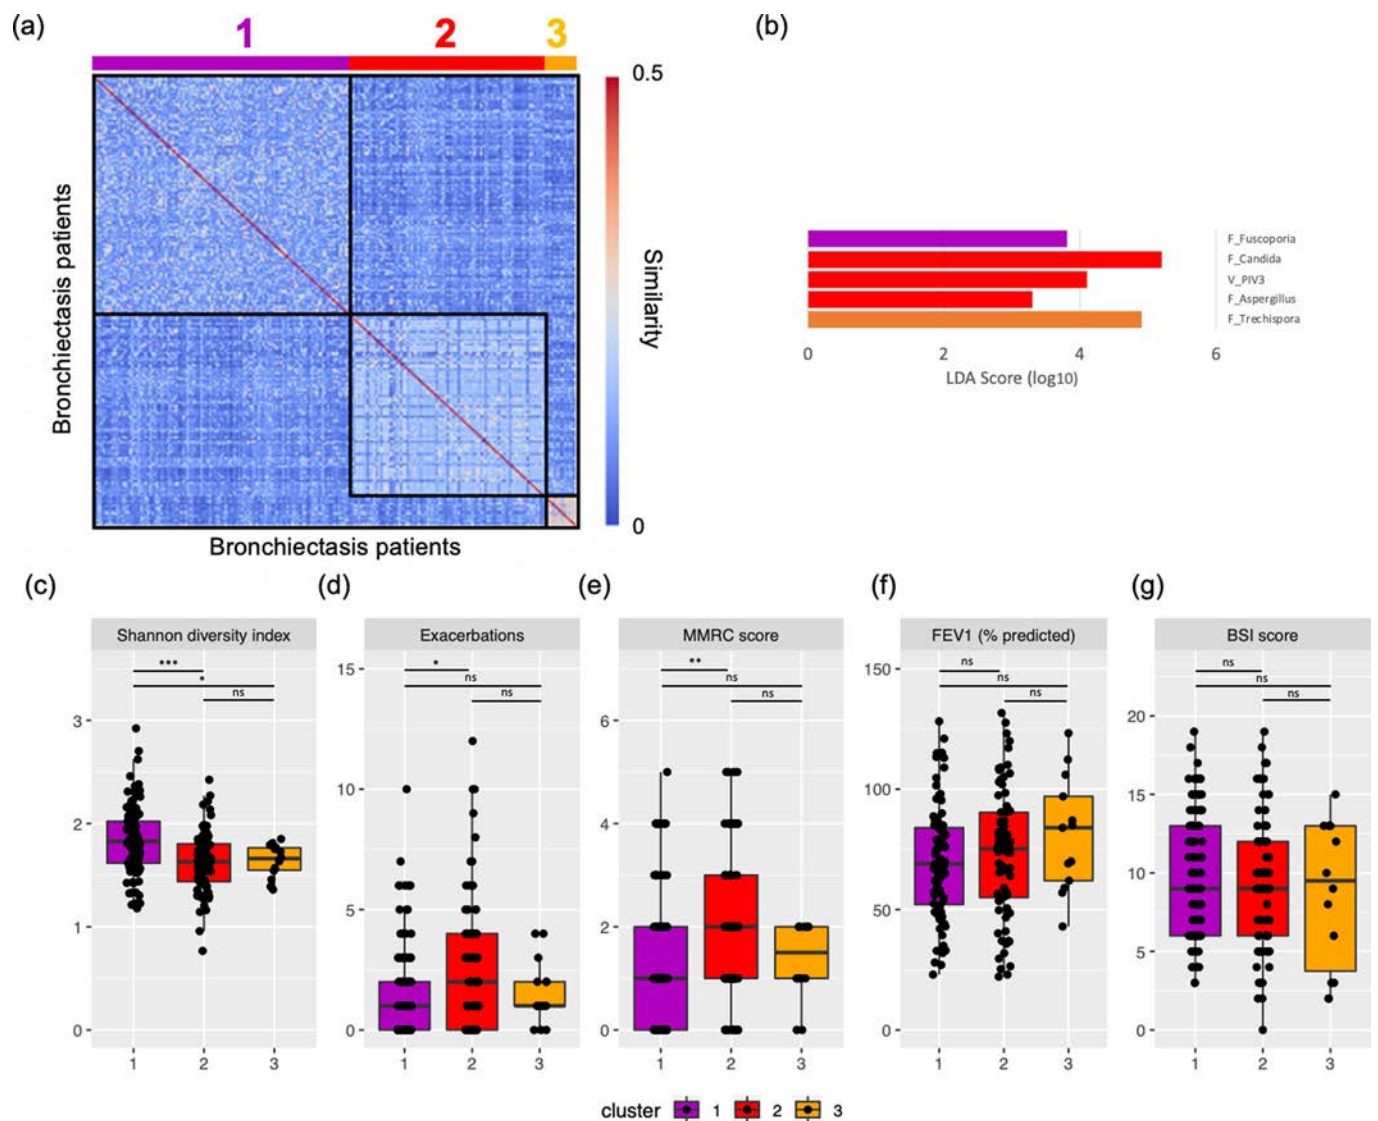 (a)
1 2 3
0.5
Similarity
0
Bronchiectasis patients
Bronchiectasis patients
(b)
F_Fuscoporia
F_Candida
V_PIV3
F_Aspergillus
F_Trechispora
0 2 4 6
LDA Score (log10)
(c)
Shannon diversity index
***
*
ns
3
2
1
0
1 2 3
(d)
Exacerbations
*
ns
ns
15
10
5
0
1 2 3
(e)
MMRC score
**
ns
ns
6
4
2
0
1 2 3
(f)
FEV1 (% predicted)
ns
ns
ns
150
100
50
0
1 2 3
(g)
BSI score
ns
ns
ns
20
15
10
5
0
1 2 3
cluster 1 2 3